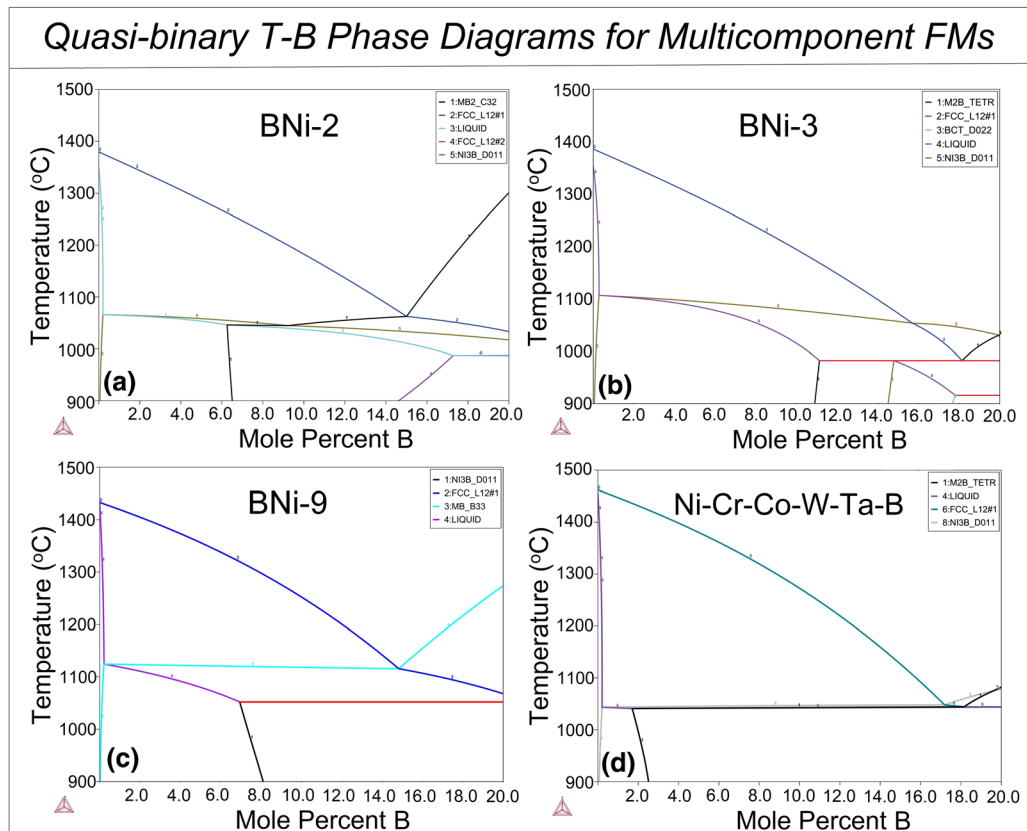 Quasi-binary T-B Phase Diagrams for Multicomponent FMs
BNi-2
1:MB2_C32
2:FCC_L12#1
3:LIQUID
4:FCC_L12#2
5:NI3B_D011
Temperature (ºC)
1500
1400
1300
1200
1100
1000
900
(a)
2.0 4.0 6.0 8.0 10.0 12.0 14.0 16.0 18.0 20.0
Mole Percent B
BNi-3
1:M2B_TETR
2:FCC_L12#1
3:BCT_D022
4:LIQUID
5:NI3B_D011
Temperature (ºC)
1500
1400
1300
1200
1100
1000
900
(b)
2.0 4.0 6.0 8.0 10.0 12.0 14.0 16.0 18.0 20.0
Mole Percent B
BNi-9
1:NI3B_D011
2:FCC_L12#1
3:MB_B33
4:LIQUID
Temperature (ºC)
1500
1400
1300
1200
1100
1000
900
(c)
2.0 4.0 6.0 8.0 10.0 12.0 14.0 16.0 18.0 20.0
Mole Percent B
Ni-Cr-Co-W-Ta-B
1:M2B_TETR
4:LIQUID
6:FCC_L12#1
8:NI3B_D011
Temperature (ºC)
1500
1400
1300
1200
1100
1000
900
(d)
2.0 4.0 6.0 8.0 10.0 12.0 14.0 16.0 18.0 20.0
Mole Percent B